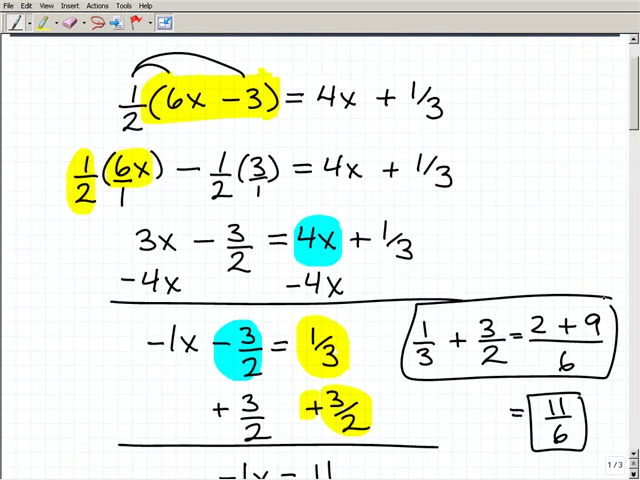 File Edit View Insert Actions Tools Help
1/2 (6x − 3) = 4x + 1/3
1/2 (6x/1) − 1/2 (3/1) = 4x + 1/3
3x − 3/2 = 4x + 1/3
−4x −4x
−1x − 3/2 = 1/3
+ 3/2 + 3/2
1/3 + 3/2 = 2 + 9/6
= 11/6
−1x = 11
1 / 3